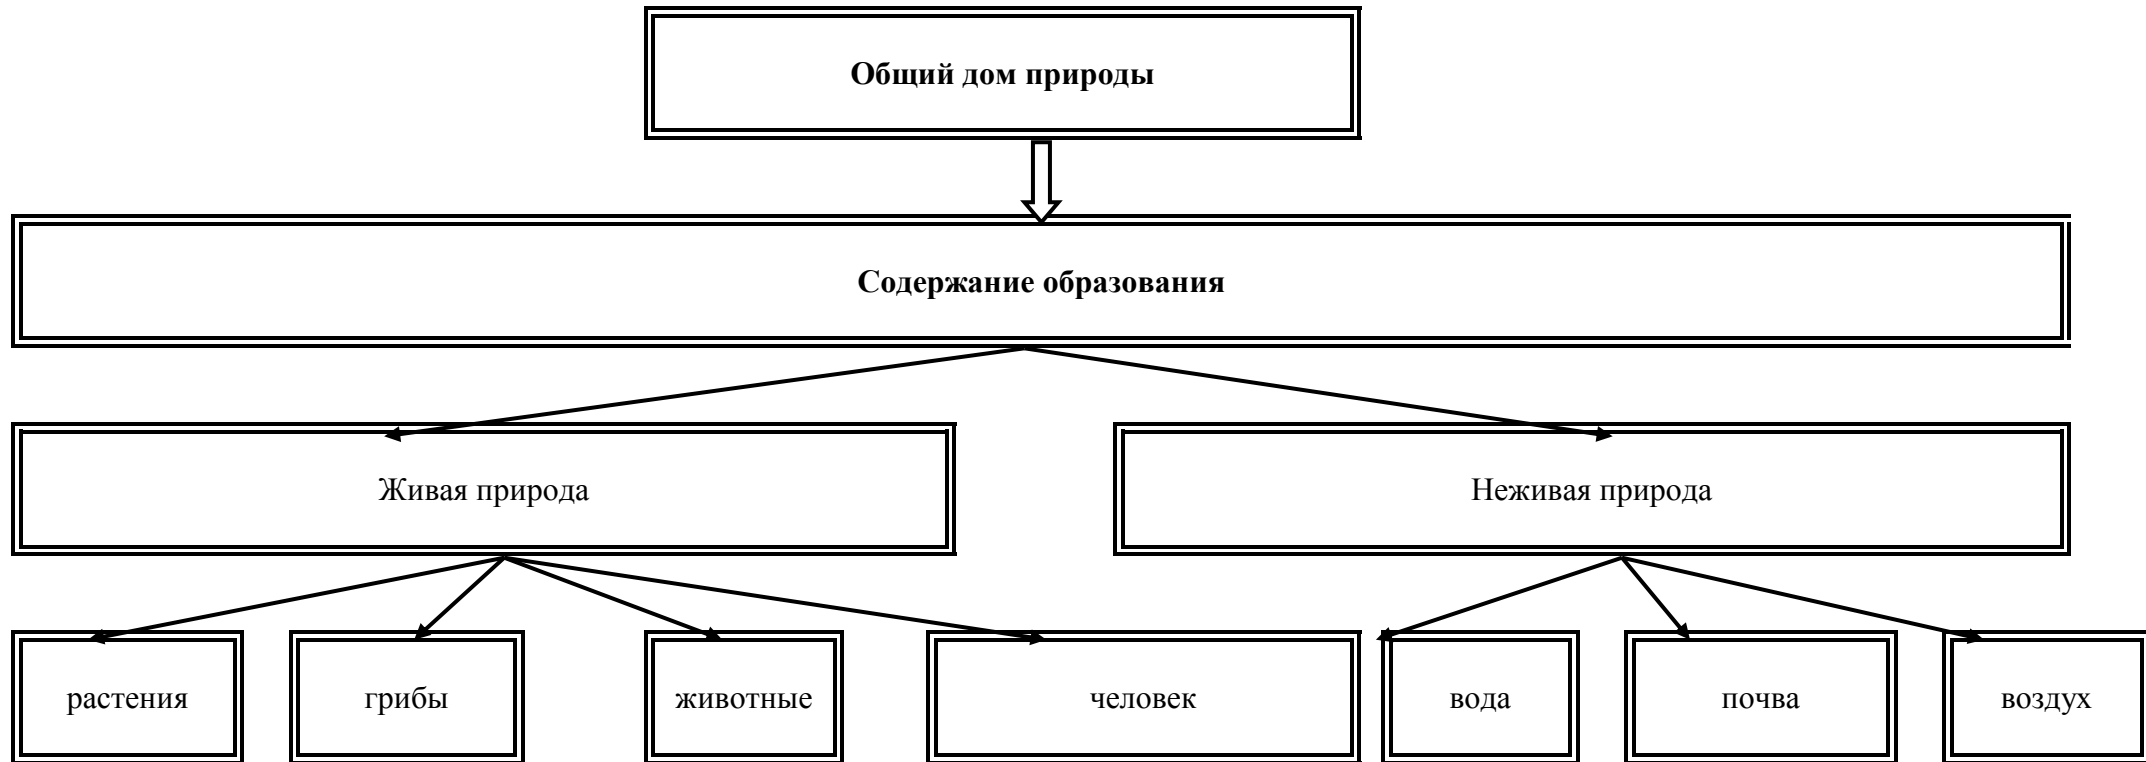 Общий дом природы
Содержание образования
Живая природа
Неживая природа
растения
грибы
животные
человек
вода
почва
воздух